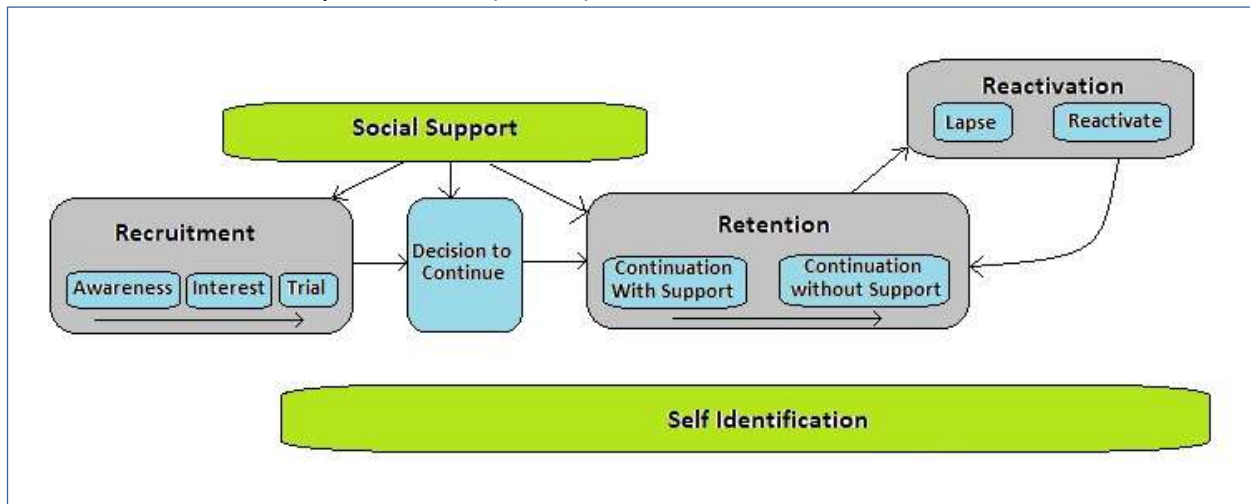 Social Support
Reactivation
Lapse
Reactivate
Recruitment
Awareness
Interest
Trial
Decision to
Continue
Retention
Continuation
With Support
Continuation
without Support
Self Identification